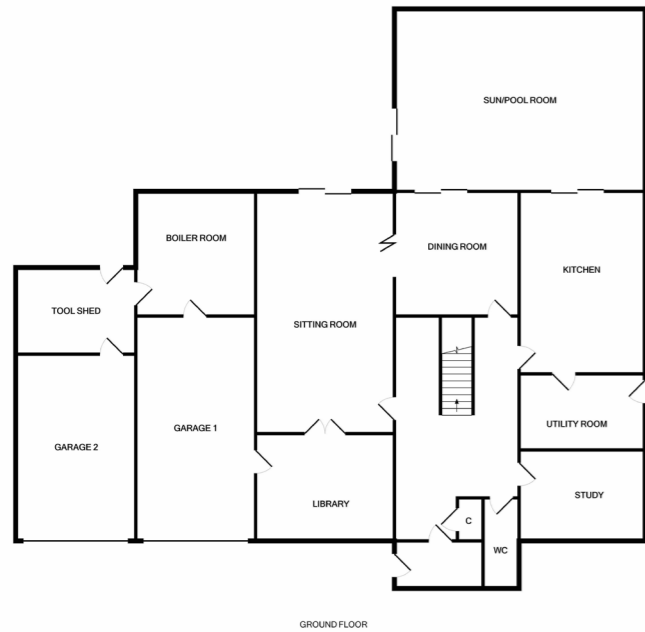 SUN/POOL ROOM
BOILER ROOM
DINING ROOM
KITCHEN
TOOL SHED
SITTING ROOM
UTILITY ROOM
GARAGE 1
GARAGE 2
STUDY
LIBRARY
C
WC
GROUND FLOOR